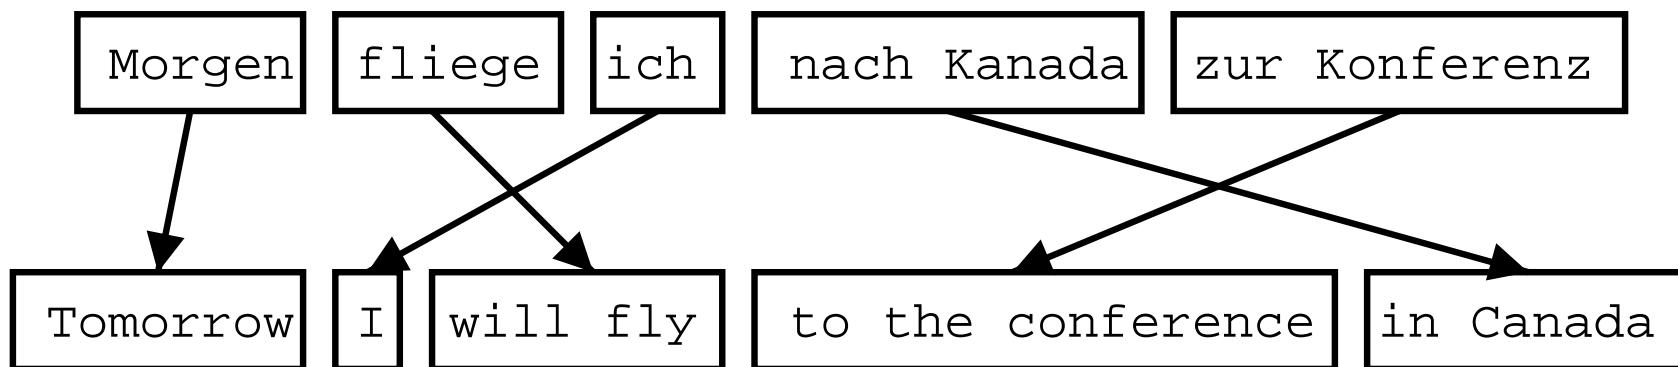 Morgen fliege ich nach Kanada zur Konferenz
Tomorrow I will fly to the conference in Canada